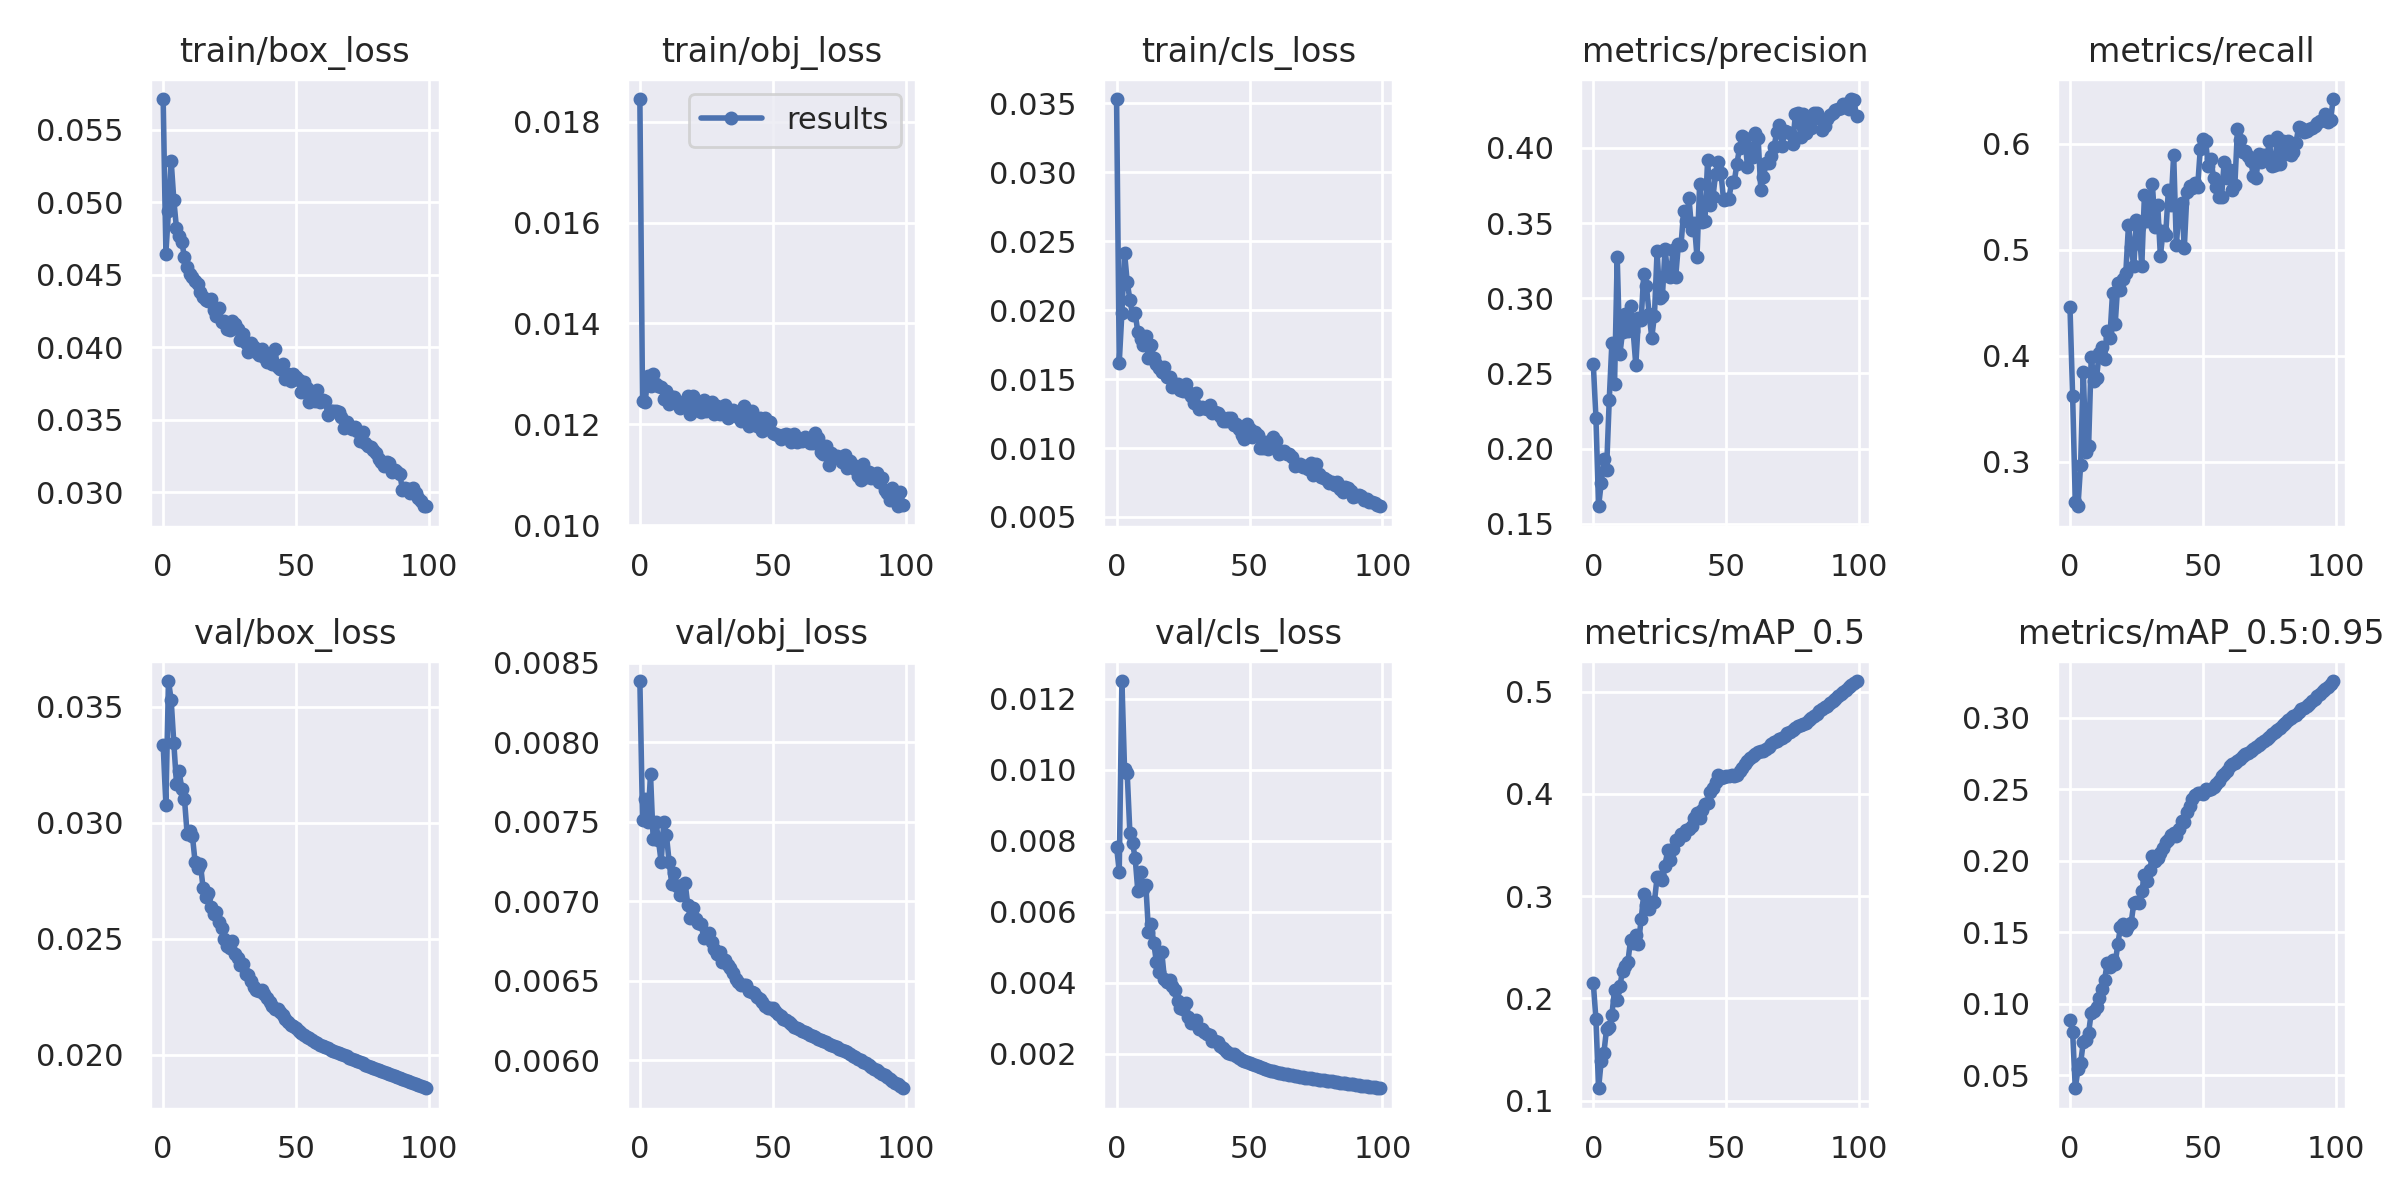 train/box_loss
0.055
0.050
0.045
0.040
0.035
0.030
0 50 100
train/obj_loss
results
0.018
0.016
0.014
0.012
0.010
0 50 100
train/cls_loss
0.035
0.030
0.025
0.020
0.015
0.010
0.005
0 50 100
metrics/precision
0.40
0.35
0.30
0.25
0.20
0.15
0 50 100
metrics/recall
0.6
0.5
0.4
0.3
0 50 100
val/box_loss
0.035
0.030
0.025
0.020
0 50 100
val/obj_loss
0.0085
0.0080
0.0075
0.0070
0.0065
0.0060
0 50 100
val/cls_loss
0.012
0.010
0.008
0.006
0.004
0.002
0 50 100
metrics/mAP_0.5
0.5
0.4
0.3
0.2
0.1
0 50 100
metrics/mAP_0.5:0.95
0.30
0.25
0.20
0.15
0.10
0.05
0 50 100